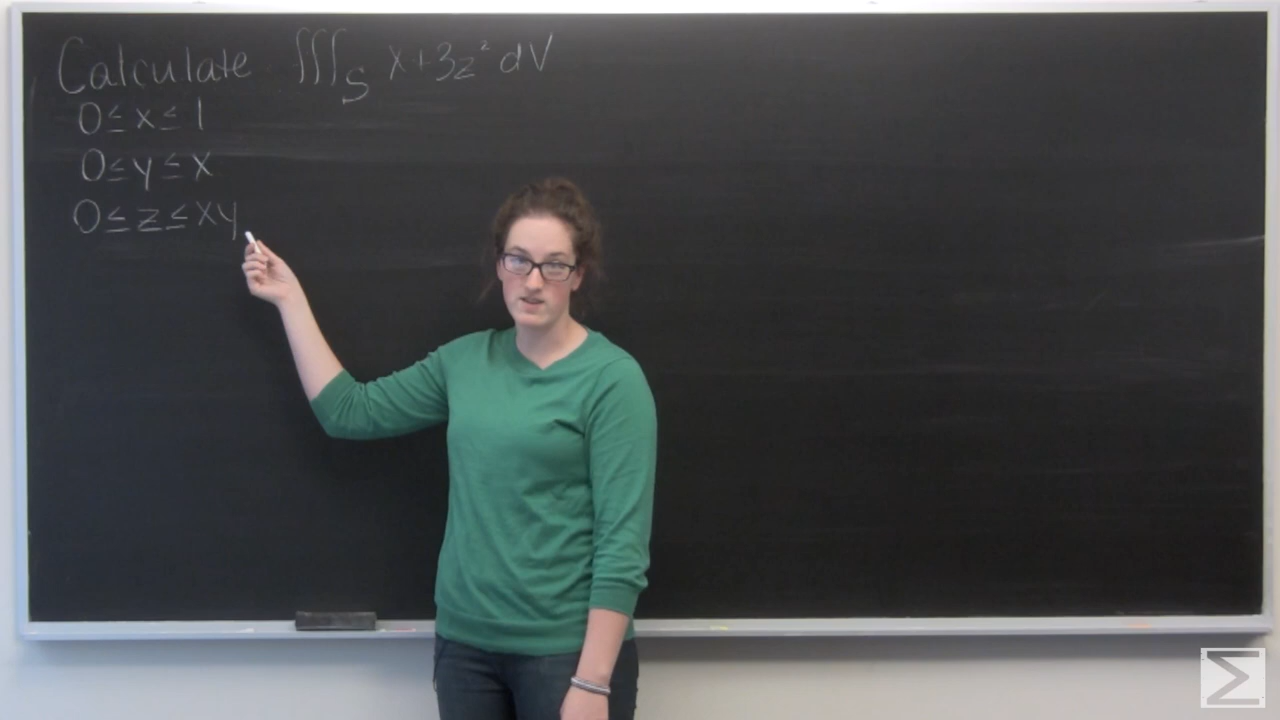 Calculate ∭_S x+3z² dV
0≤x≤1
0≤y≤x
0≤z≤xy
Σ